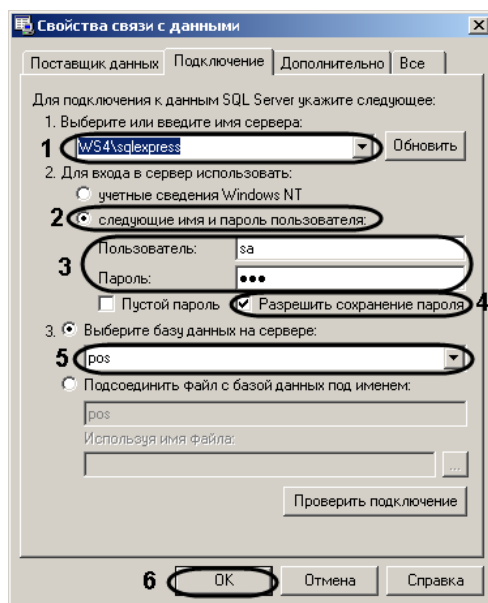 Свойства связи с данными
Поставщик данных Подключение Дополнительно Все
Для подключения к данным SQL Server укажите следующее:
1. Выберите или введите имя сервера:
1 WS4\sqlexpress Обновить
2. Для входа в сервер использовать:
учетные сведения Windows NT
2 следующие имя и пароль пользователя:
Пользователь: sa
3
Пароль: ●●●
Пустой пароль Разрешить сохранение пароля 4
3. Выберите базу данных на сервере:
5 pos
Подсоединить файл с базой данных под именем:
pos
Используя имя файла:
...
Проверить подключение
6 OK Отмена Справка